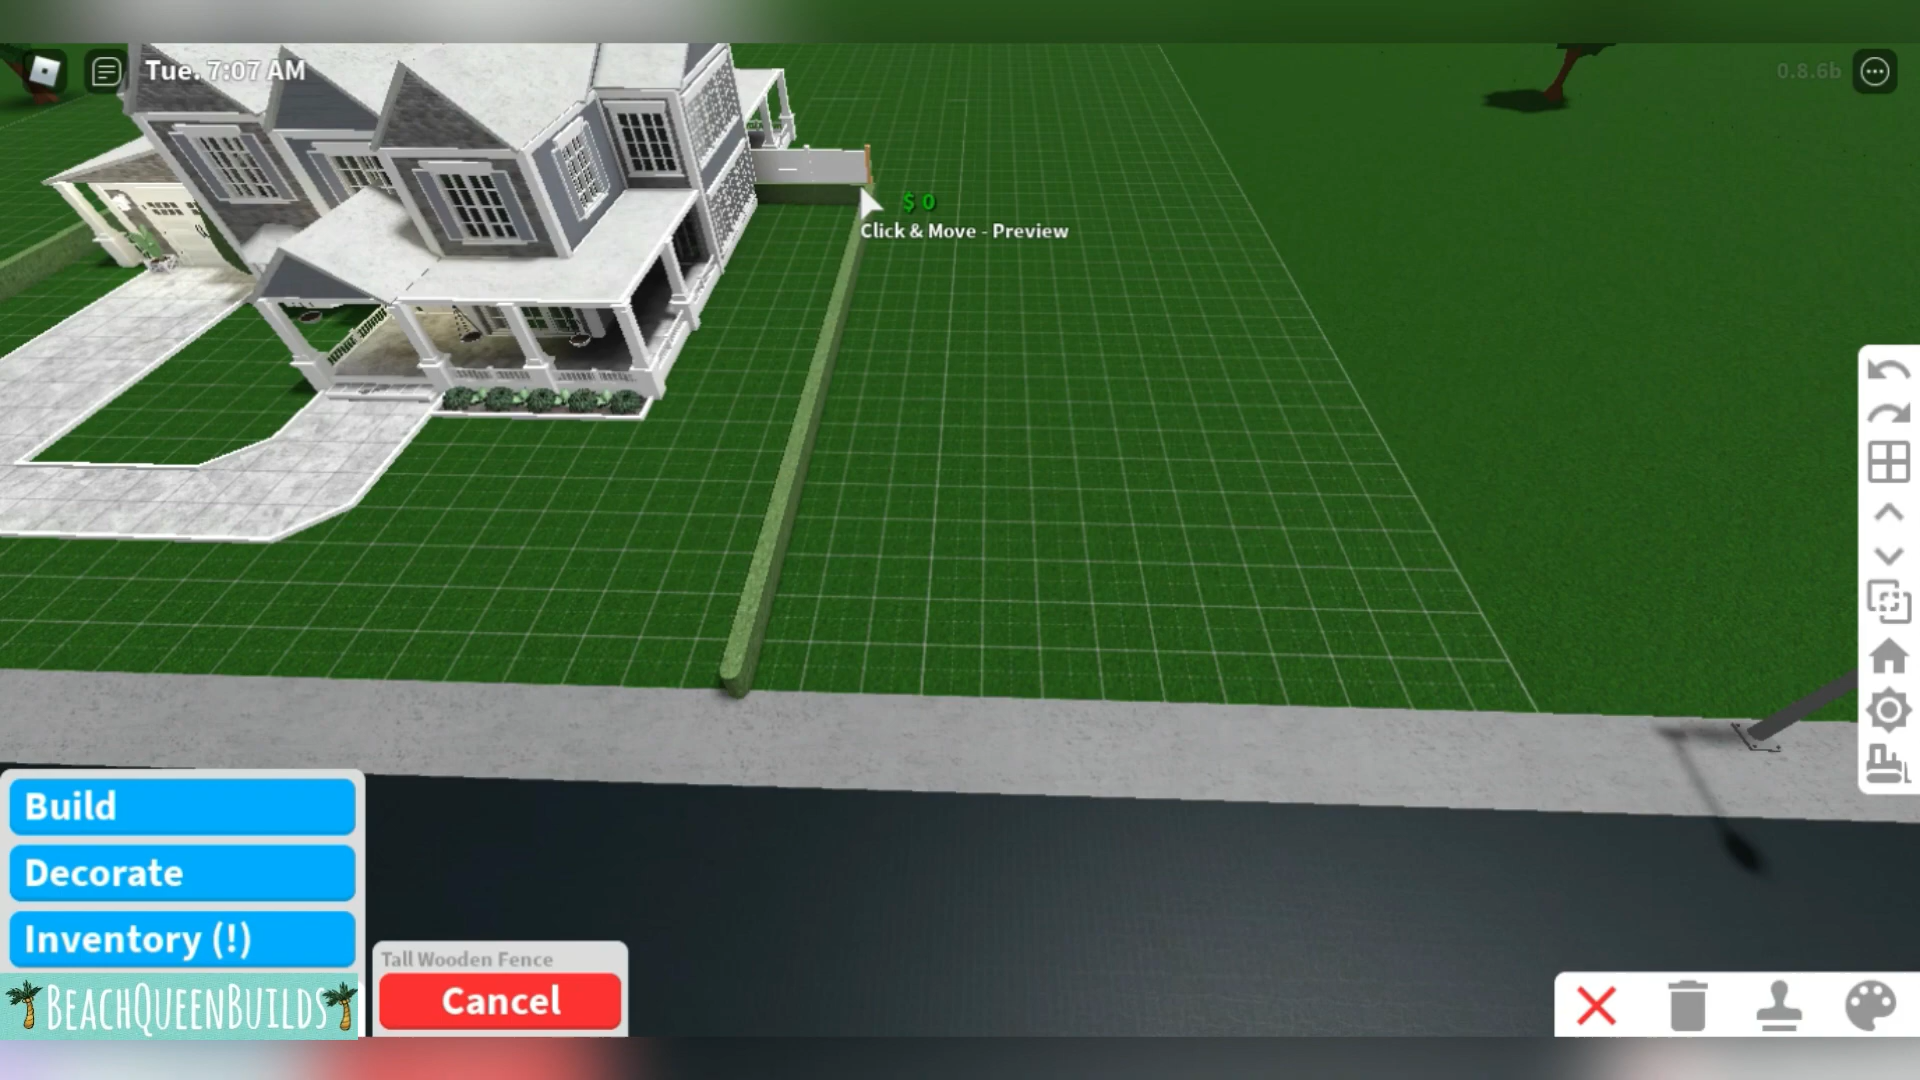 Tue. 7:07 AM
0.8.6b
$ 0
Click & Move - Preview
Build
Decorate
Inventory (!)
BEACHQUEENBUILDS
Tall Wooden Fence
Cancel